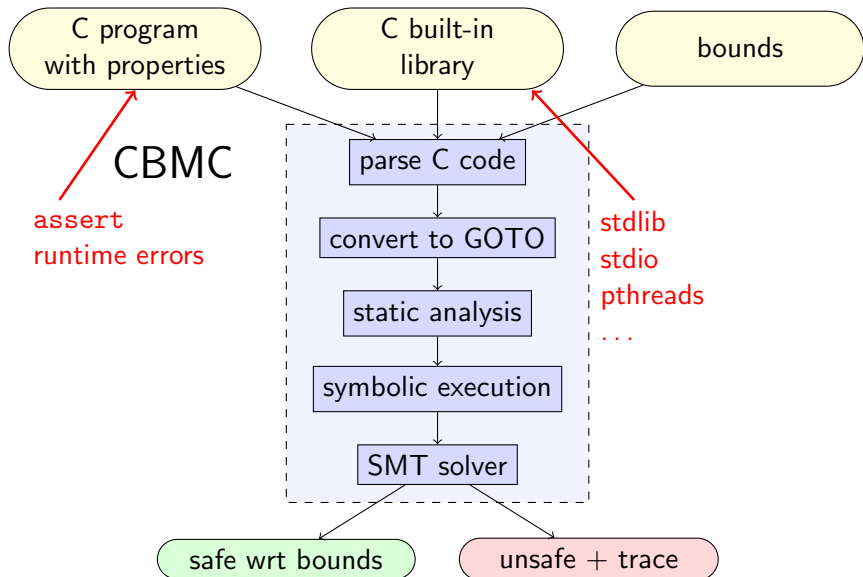 C program
with properties
C built-in
library
bounds
CBMC
parse C code
assert
runtime errors
convert to GOTO
stdlib
stdio
pthreads
...
static analysis
symbolic execution
SMT solver
safe wrt bounds
unsafe + trace